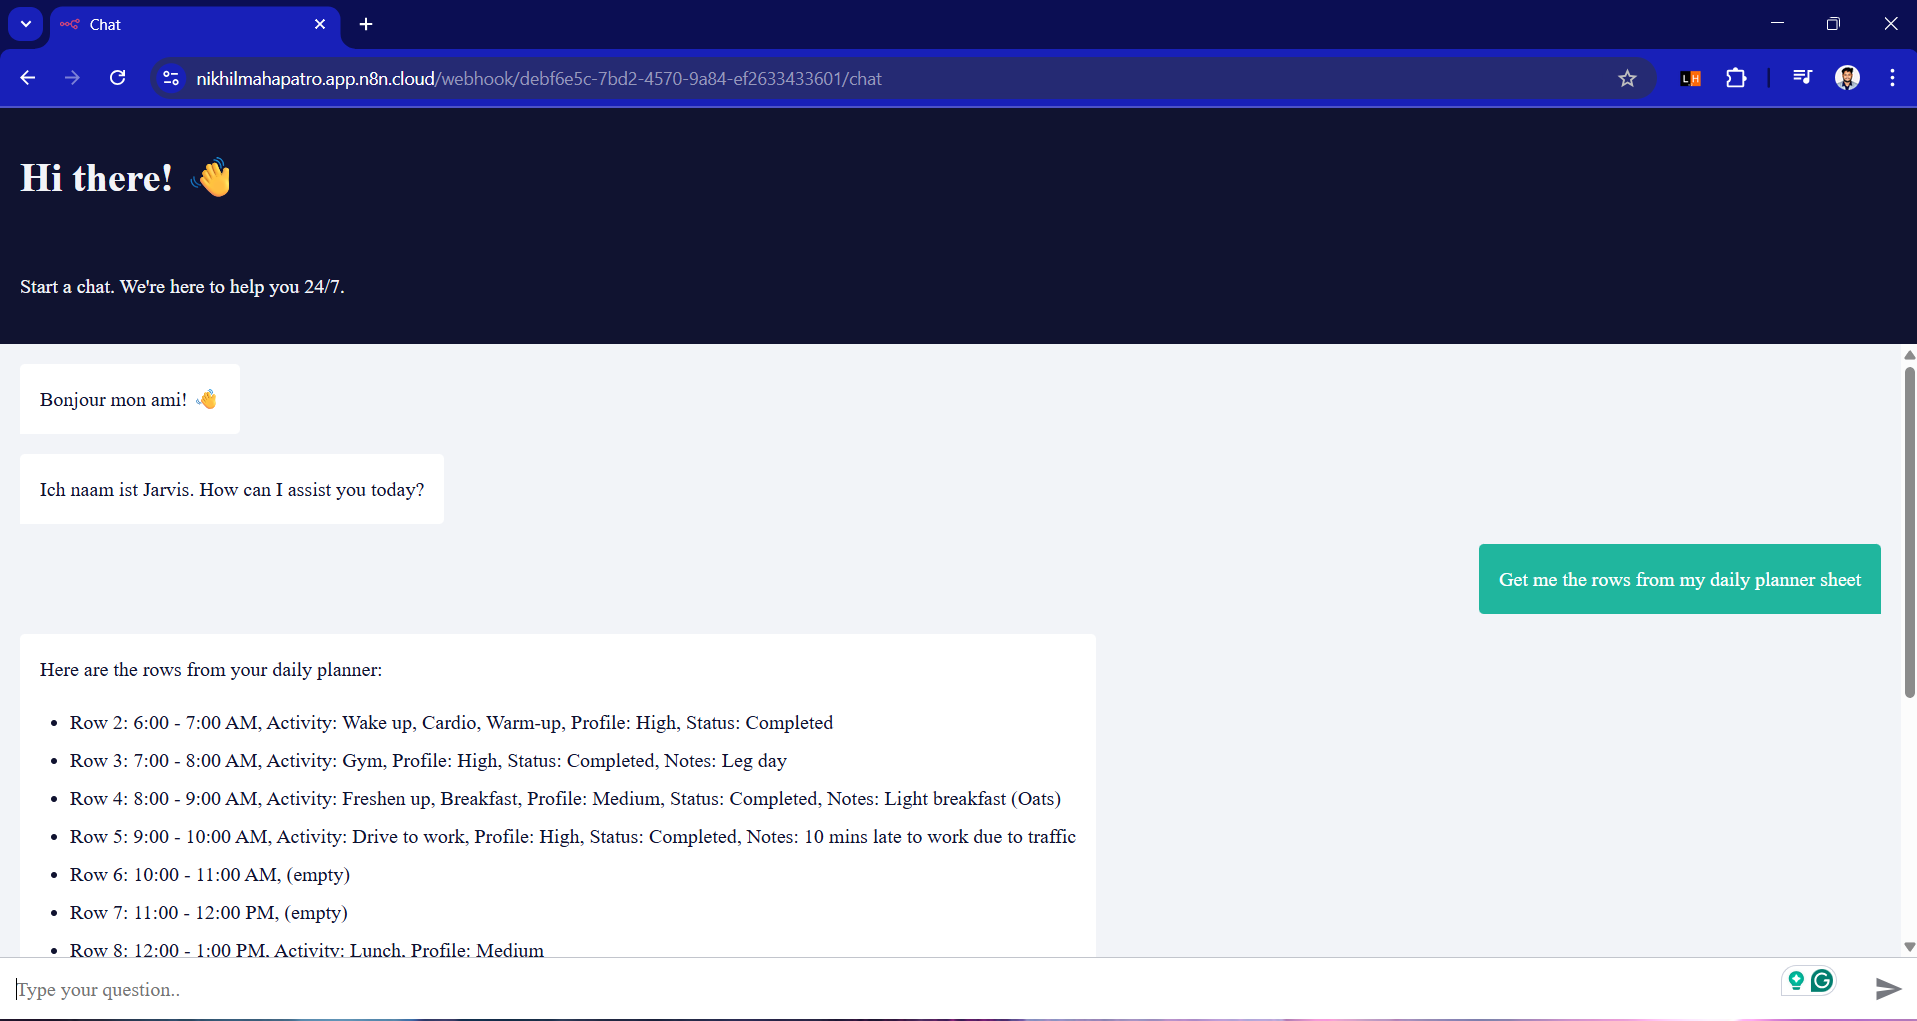 Chat
nikhilmahapatro.app.n8n.cloud/webhook/debf6e5c-7bd2-4570-9a84-ef2633433601/chat
LH
Hi there! 👋
Start a chat. We're here to help you 24/7.
Bonjour mon ami! 👋
Ich naam ist Jarvis. How can I assist you today?
Get me the rows from my daily planner sheet
Here are the rows from your daily planner:
• Row 2: 6:00 - 7:00 AM, Activity: Wake up, Cardio, Warm-up, Profile: High, Status: Completed
• Row 3: 7:00 - 8:00 AM, Activity: Gym, Profile: High, Status: Completed, Notes: Leg day
• Row 4: 8:00 - 9:00 AM, Activity: Freshen up, Breakfast, Profile: Medium, Status: Completed, Notes: Light breakfast (Oats)
• Row 5: 9:00 - 10:00 AM, Activity: Drive to work, Profile: High, Status: Completed, Notes: 10 mins late to work due to traffic
• Row 6: 10:00 - 11:00 AM, (empty)
• Row 7: 11:00 - 12:00 PM, (empty)
• Row 8: 12:00 - 1:00 PM, Activity: Lunch, Profile: Medium
Type your question..